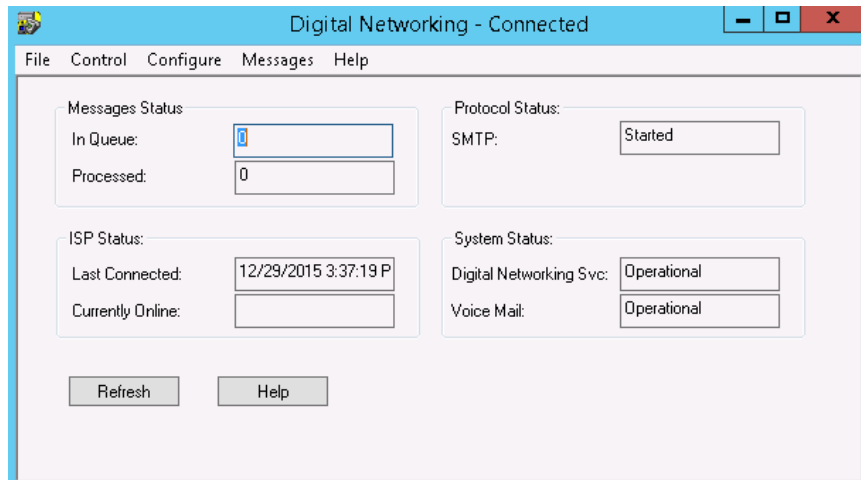 Digital Networking - Connected
File Control Configure Messages Help
Messages Status
In Queue: 0
Processed: 0
Protocol Status:
SMTP: Started
ISP Status:
Last Connected: 12/29/2015 3:37:19 P
Currently Online:
System Status:
Digital Networking Svc: Operational
Voice Mail: Operational
Refresh Help